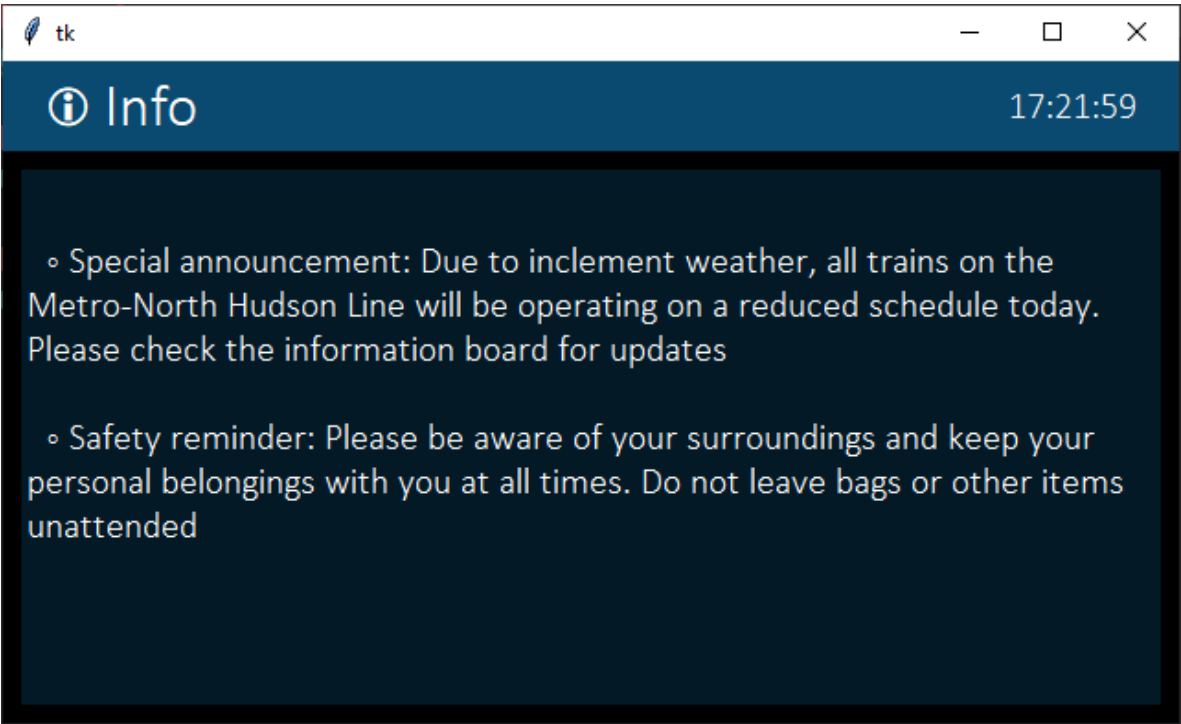 tk
🛈 Info
17:21:59
◦ Special announcement: Due to inclement weather, all trains on the
Metro-North Hudson Line will be operating on a reduced schedule today.
Please check the information board for updates
◦ Safety reminder: Please be aware of your surroundings and keep your
personal belongings with you at all times. Do not leave bags or other items
unattended